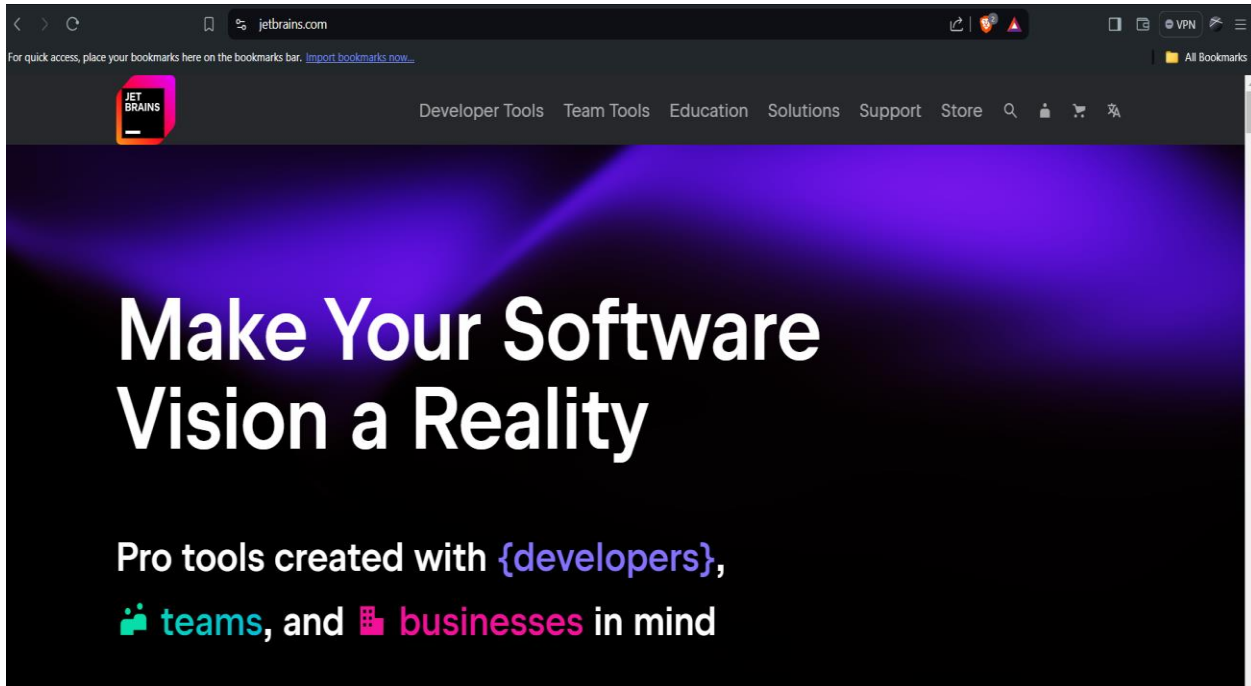 jetbrains.com
2
VPN
For quick access, place your bookmarks here on the bookmarks bar. Import bookmarks now...
All Bookmarks
JET
BRAINS
Developer Tools Team Tools Education Solutions Support Store
Make Your Software
Vision a Reality
Pro tools created with {developers},
teams, and businesses in mind